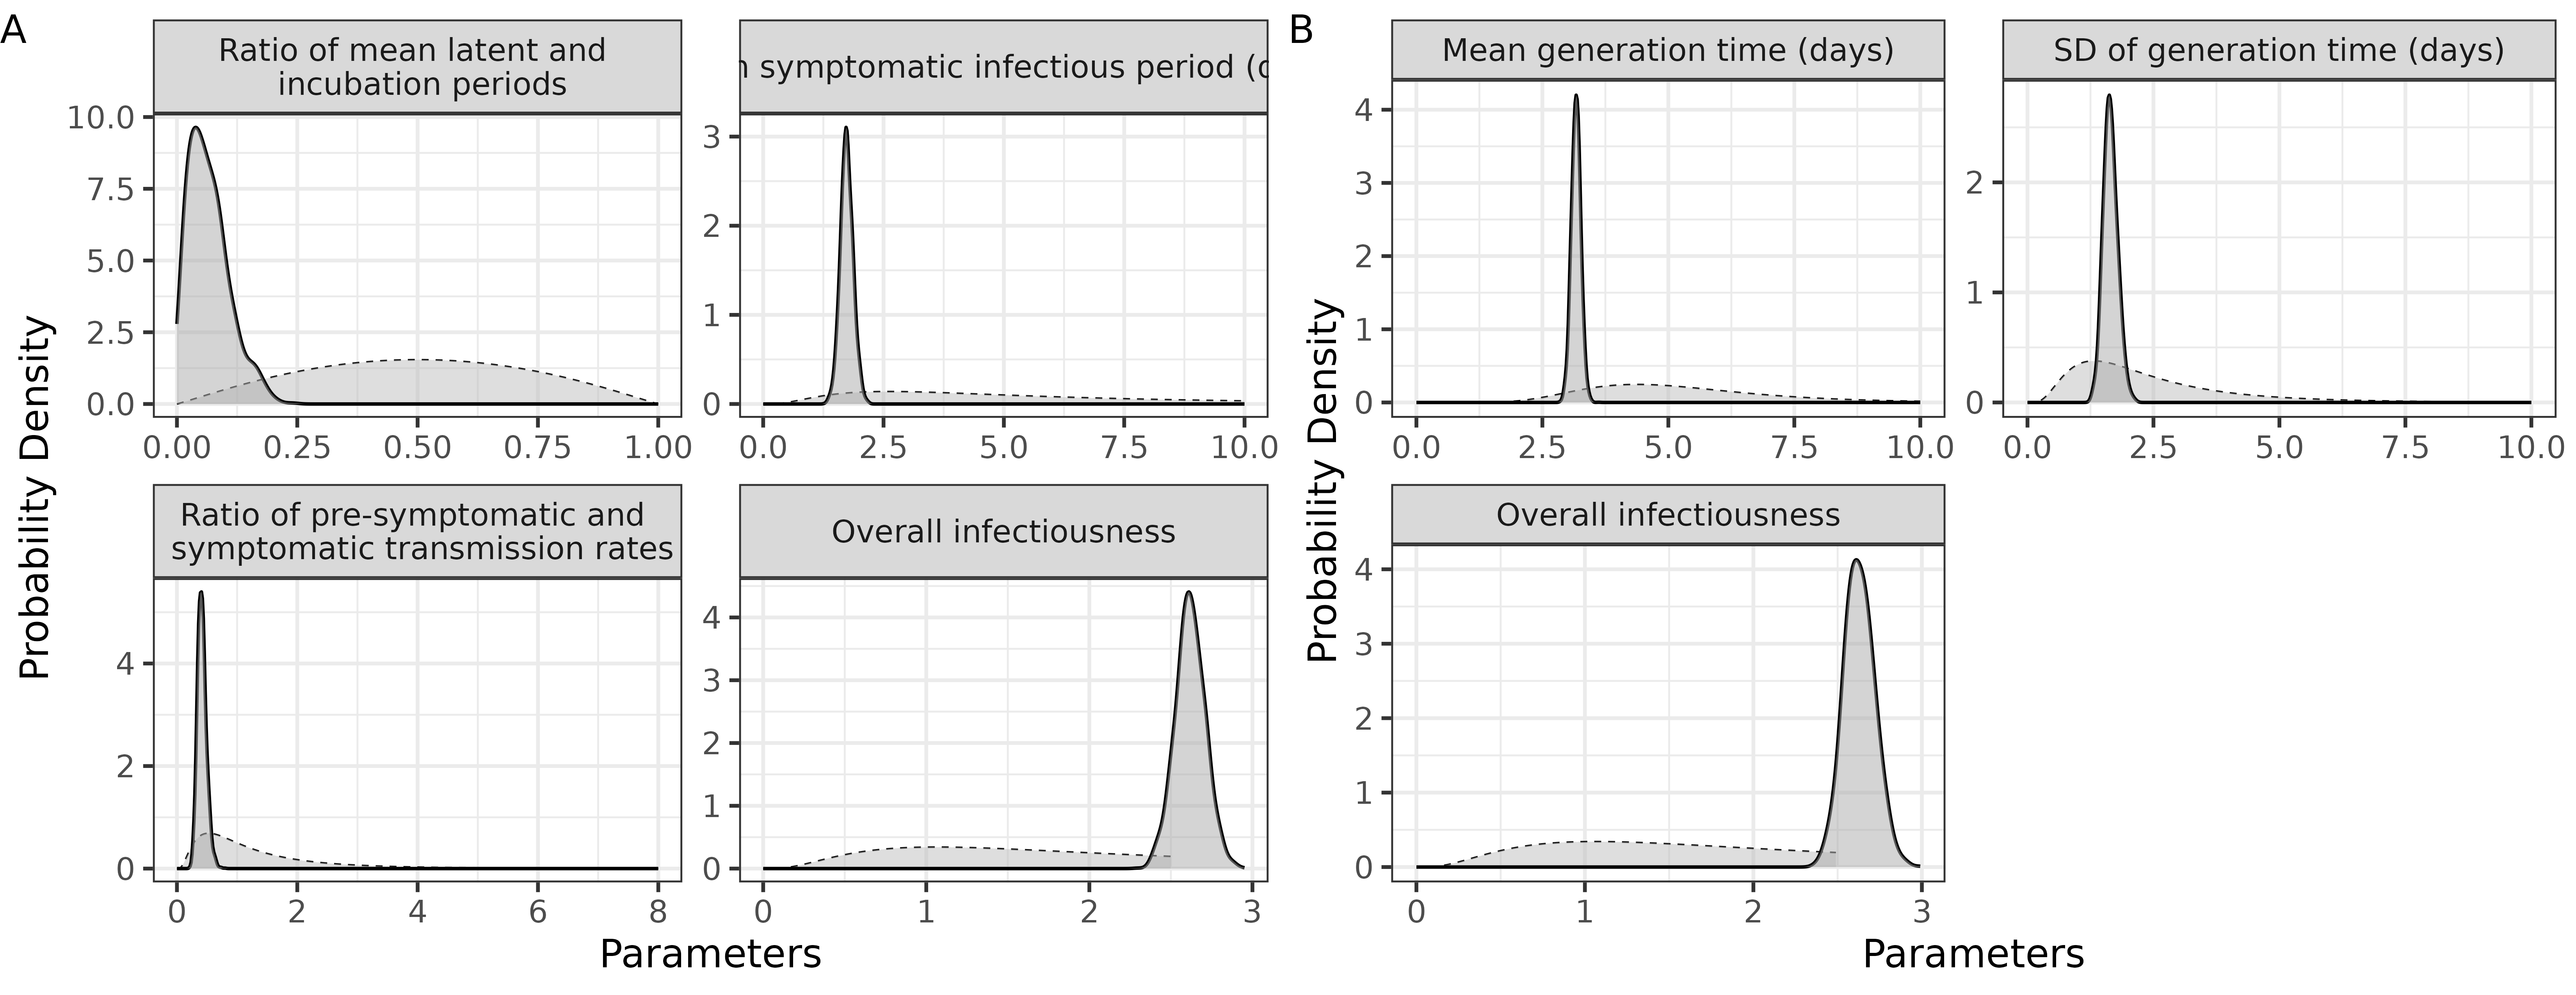 A
Ratio of mean latent and
incubation periods
10.0
7.5
5.0
2.5
0.0
0.00 0.25 0.50 0.75 1.00
symptomatic infectious period (
3
2
1
0
0.0 2.5 5.0 7.5 10.0
Ratio of pre-symptomatic and
symptomatic transmission rates
4
2
0
0 2 4 6 8
Overall infectiousness
4
3
2
1
0
0 1 2 3
Probability Density
Parameters
B
Mean generation time (days)
4
3
2
1
0
0.0 2.5 5.0 7.5 10.0
SD of generation time (days)
2
1
0
0.0 2.5 5.0 7.5 10.0
Overall infectiousness
4
3
2
1
0
0 1 2 3
Probability Density
Parameters